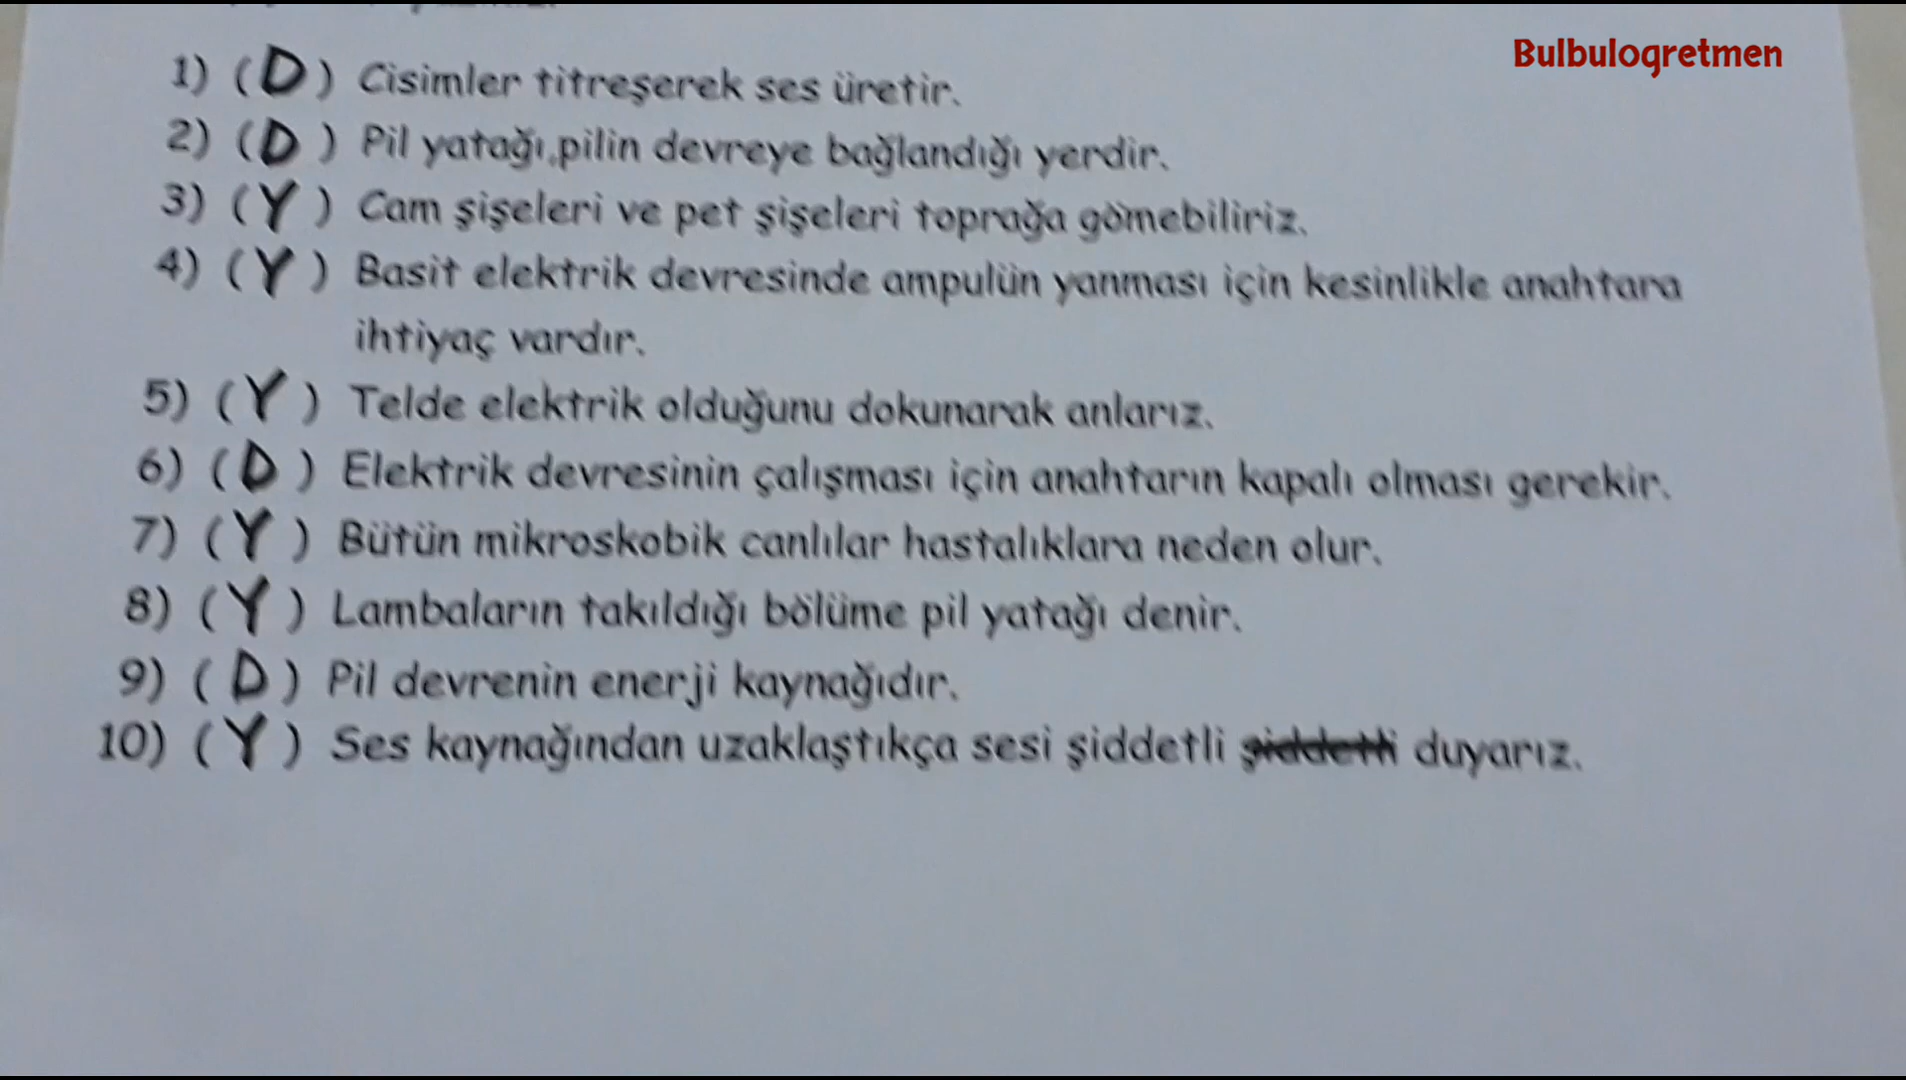 Bulbulogretmen
1) (D) Cisimler titreşerek ses üretir.
2) (D) Pil yatağı,pilin devreye bağlandığı yerdir.
3) (Y) Cam şişeleri ve pet şişeleri toprağa gömebiliriz.
4) (Y) Basit elektrik devresinde ampulün yanması için kesinlikle anahtara
ihtiyaç vardır.
5) (Y) Telde elektrik olduğunu dokunarak anlarız.
6) (D) Elektrik devresinin çalışması için anahtarın kapalı olması gerekir.
7) (Y) Bütün mikroskobik canlılar hastalıklara neden olur.
8) (Y) Lambaların takıldığı bölüme pil yatağı denir.
9) (D) Pil devrenin enerji kaynağıdır.
10) (Y) Ses kaynağından uzaklaştıkça sesi şiddetli şiddetli duyarız.